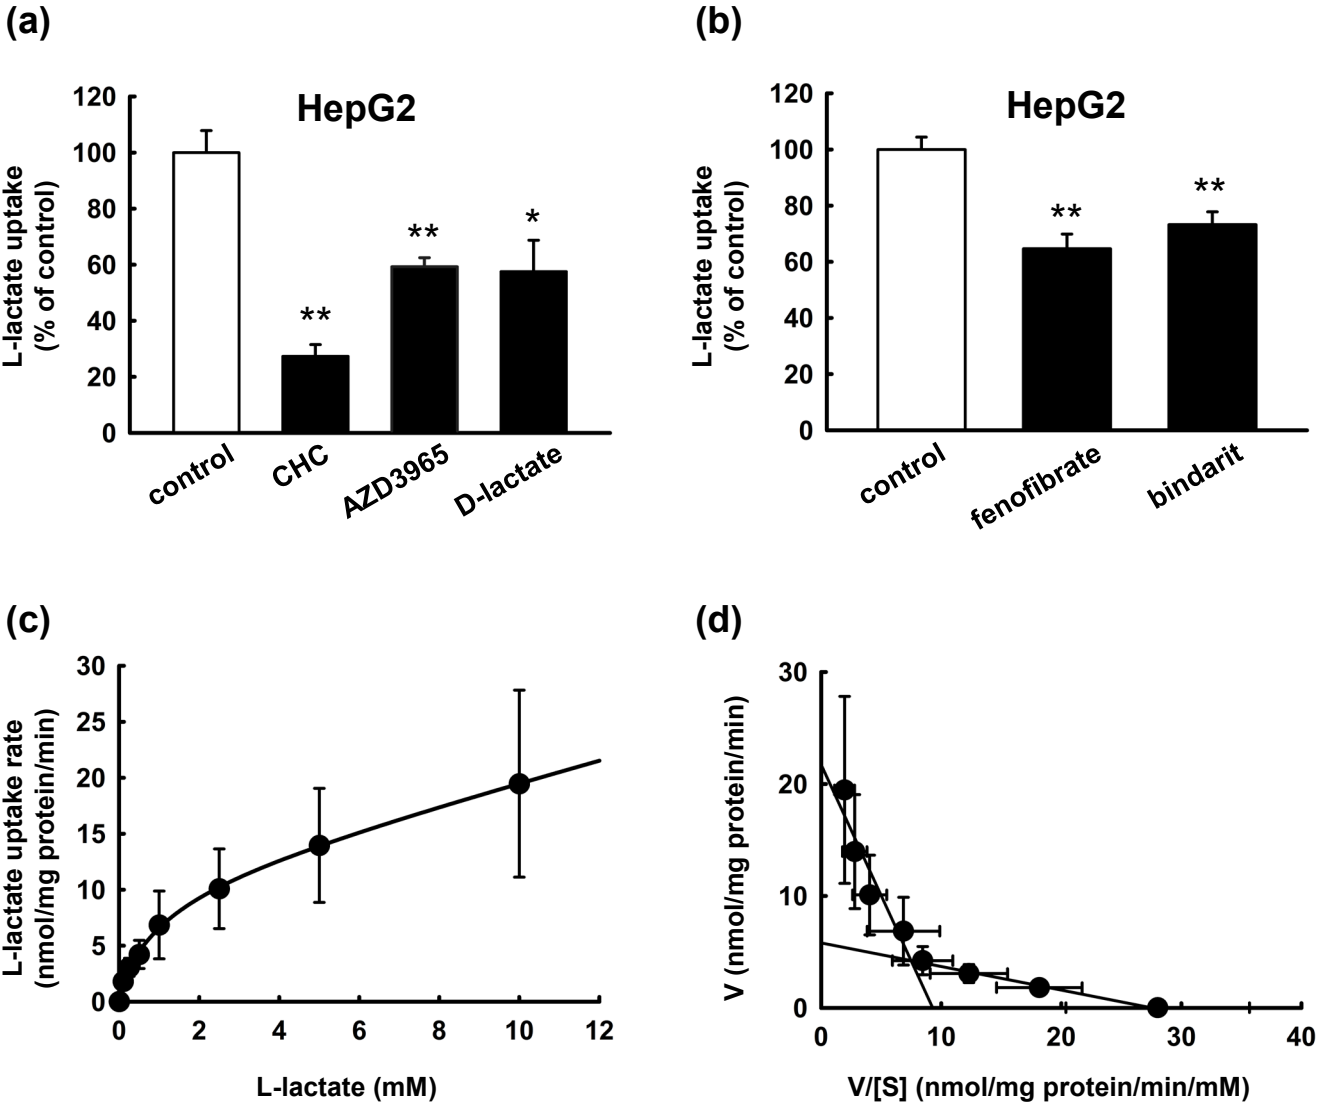 (a)
HepG2
L-lactate uptake
(% of control)
120
100
80
60
40
20
0
**
**
*
control
CHC
AZD3965
D-lactate
(b)
HepG2
L-lactate uptake
(% of control)
120
100
80
60
40
20
0
**
**
control
fenofibrate
bindarit
(c)
L-lactate uptake rate
(nmol/mg protein/min)
30
25
20
15
10
5
0
0 2 4 6 8 10 12
L-lactate (mM)
(d)
V (nmol/mg protein/min)
30
20
10
0
0 10 20 30 40
V/[S] (nmol/mg protein/min/mM)